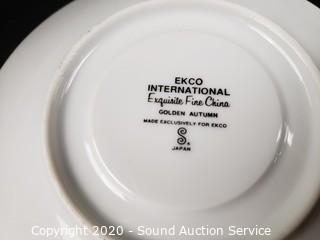 EKCO
INTERNATIONAL
Exquisite Fine China
GOLDEN AUTUMN
MADE EXCLUSIVELY FOR EKCO
S
JAPAN
Copyright 2020 - Sound Auction Service